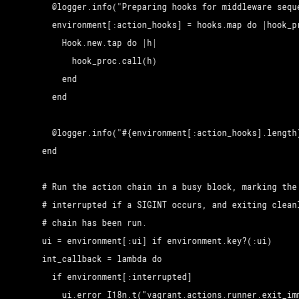 @logger.info("Preparing hooks for middleware seque
environment[:action_hooks] = hooks.map do |hook_pr
Hook.new.tap do |h|
hook_proc.call(h)
end
end
@logger.info("#{environment[:action_hooks].length}
end
# Run the action chain in a busy block, marking the
# interrupted if a SIGINT occurs, and exiting cleanl
# chain has been run.
ui = environment[:ui] if environment.key?(:ui)
int_callback = lambda do
if environment[:interrupted]
ui.error I18n.t("vagrant.actions.runner.exit_imm